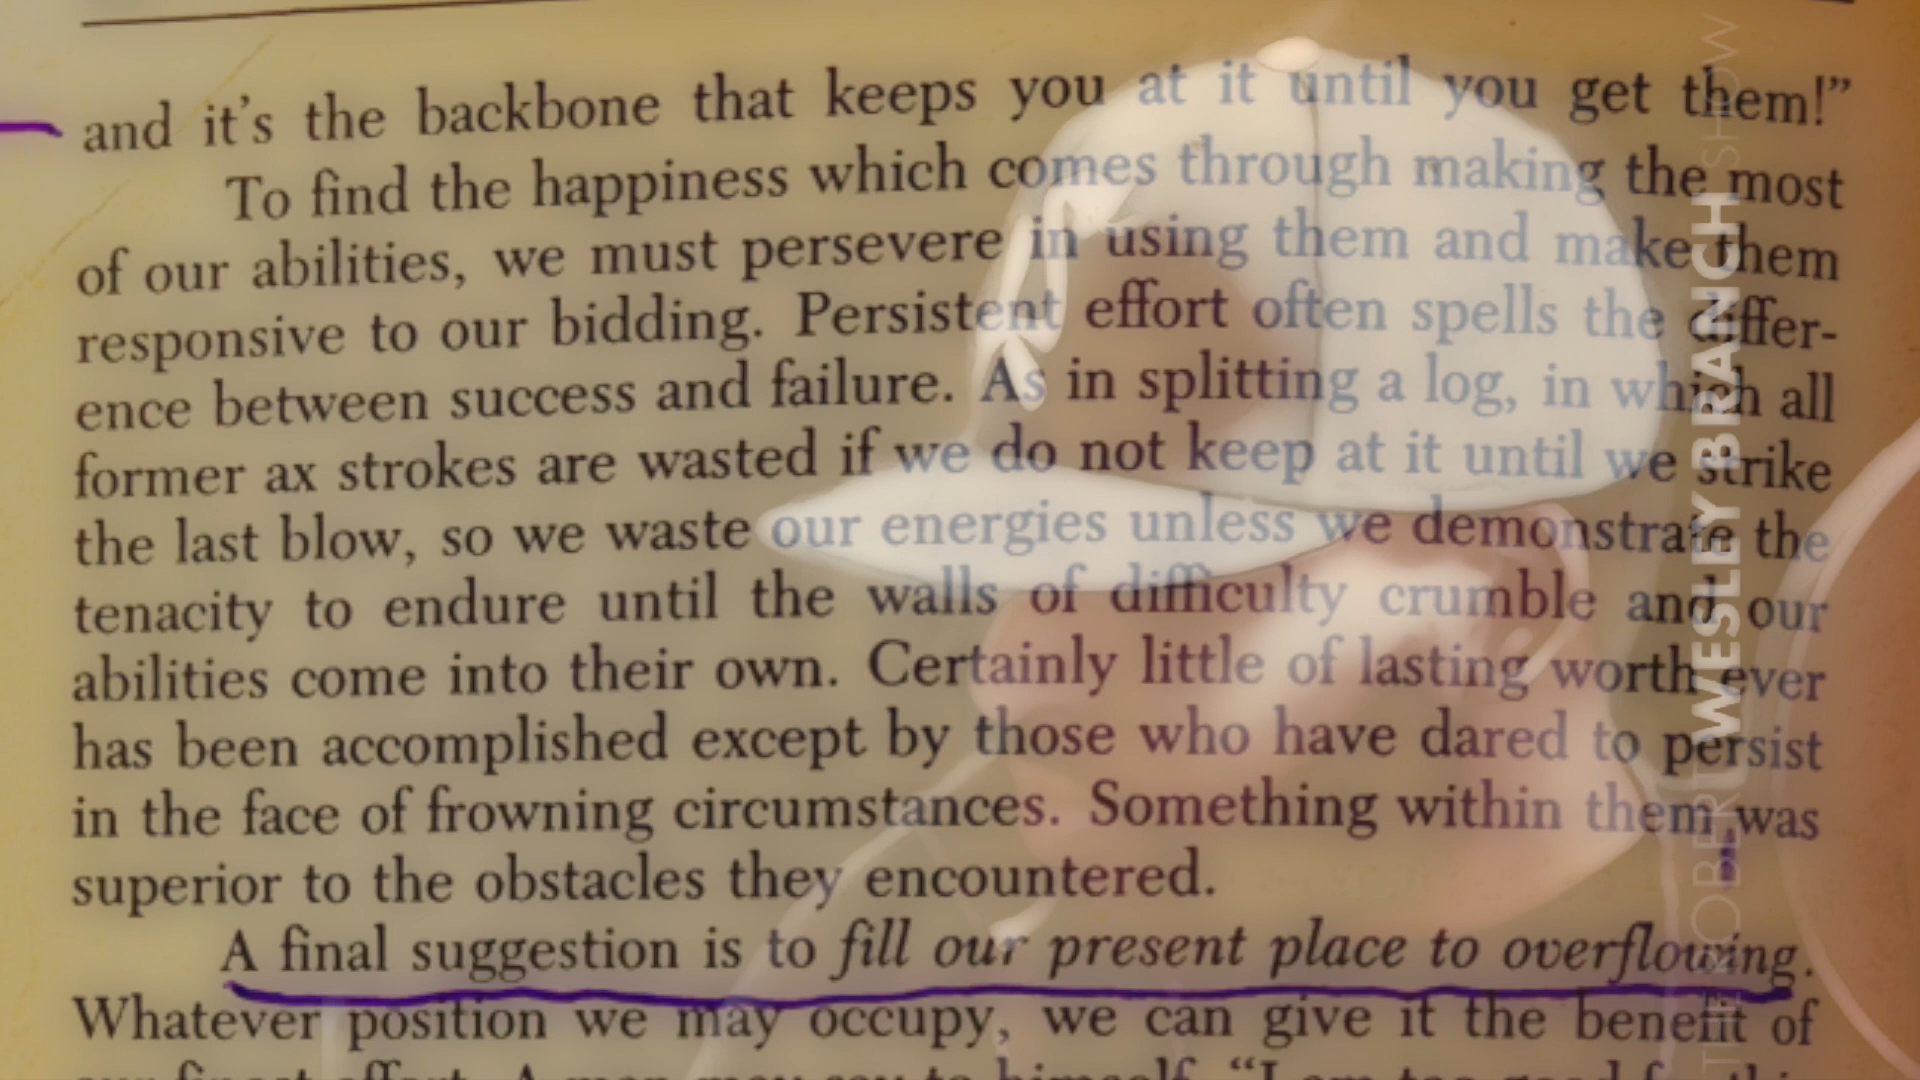 and it's the backbone that keeps you at it until you get them!”
To find the happiness which comes through making the most
of our abilities, we must persevere in using them and make them
responsive to our bidding. Persistent effort often spells the differ-
ence between success and failure. As in splitting a log, in which all
former ax strokes are wasted if we do not keep at it until we strike
the last blow, so we waste our energies unless we demonstrate the
tenacity to endure until the walls of difficulty crumble and our
abilities come into their own. Certainly little of lasting worth ever
has been accomplished except by those who have dared to persist
in the face of frowning circumstances. Something within them was
superior to the obstacles they encountered.
A final suggestion is to fill our present place to overflowing.
Whatever position we may occupy, we can give it the benefit of
THE ROBERT WESLEY BRANCH SHOW